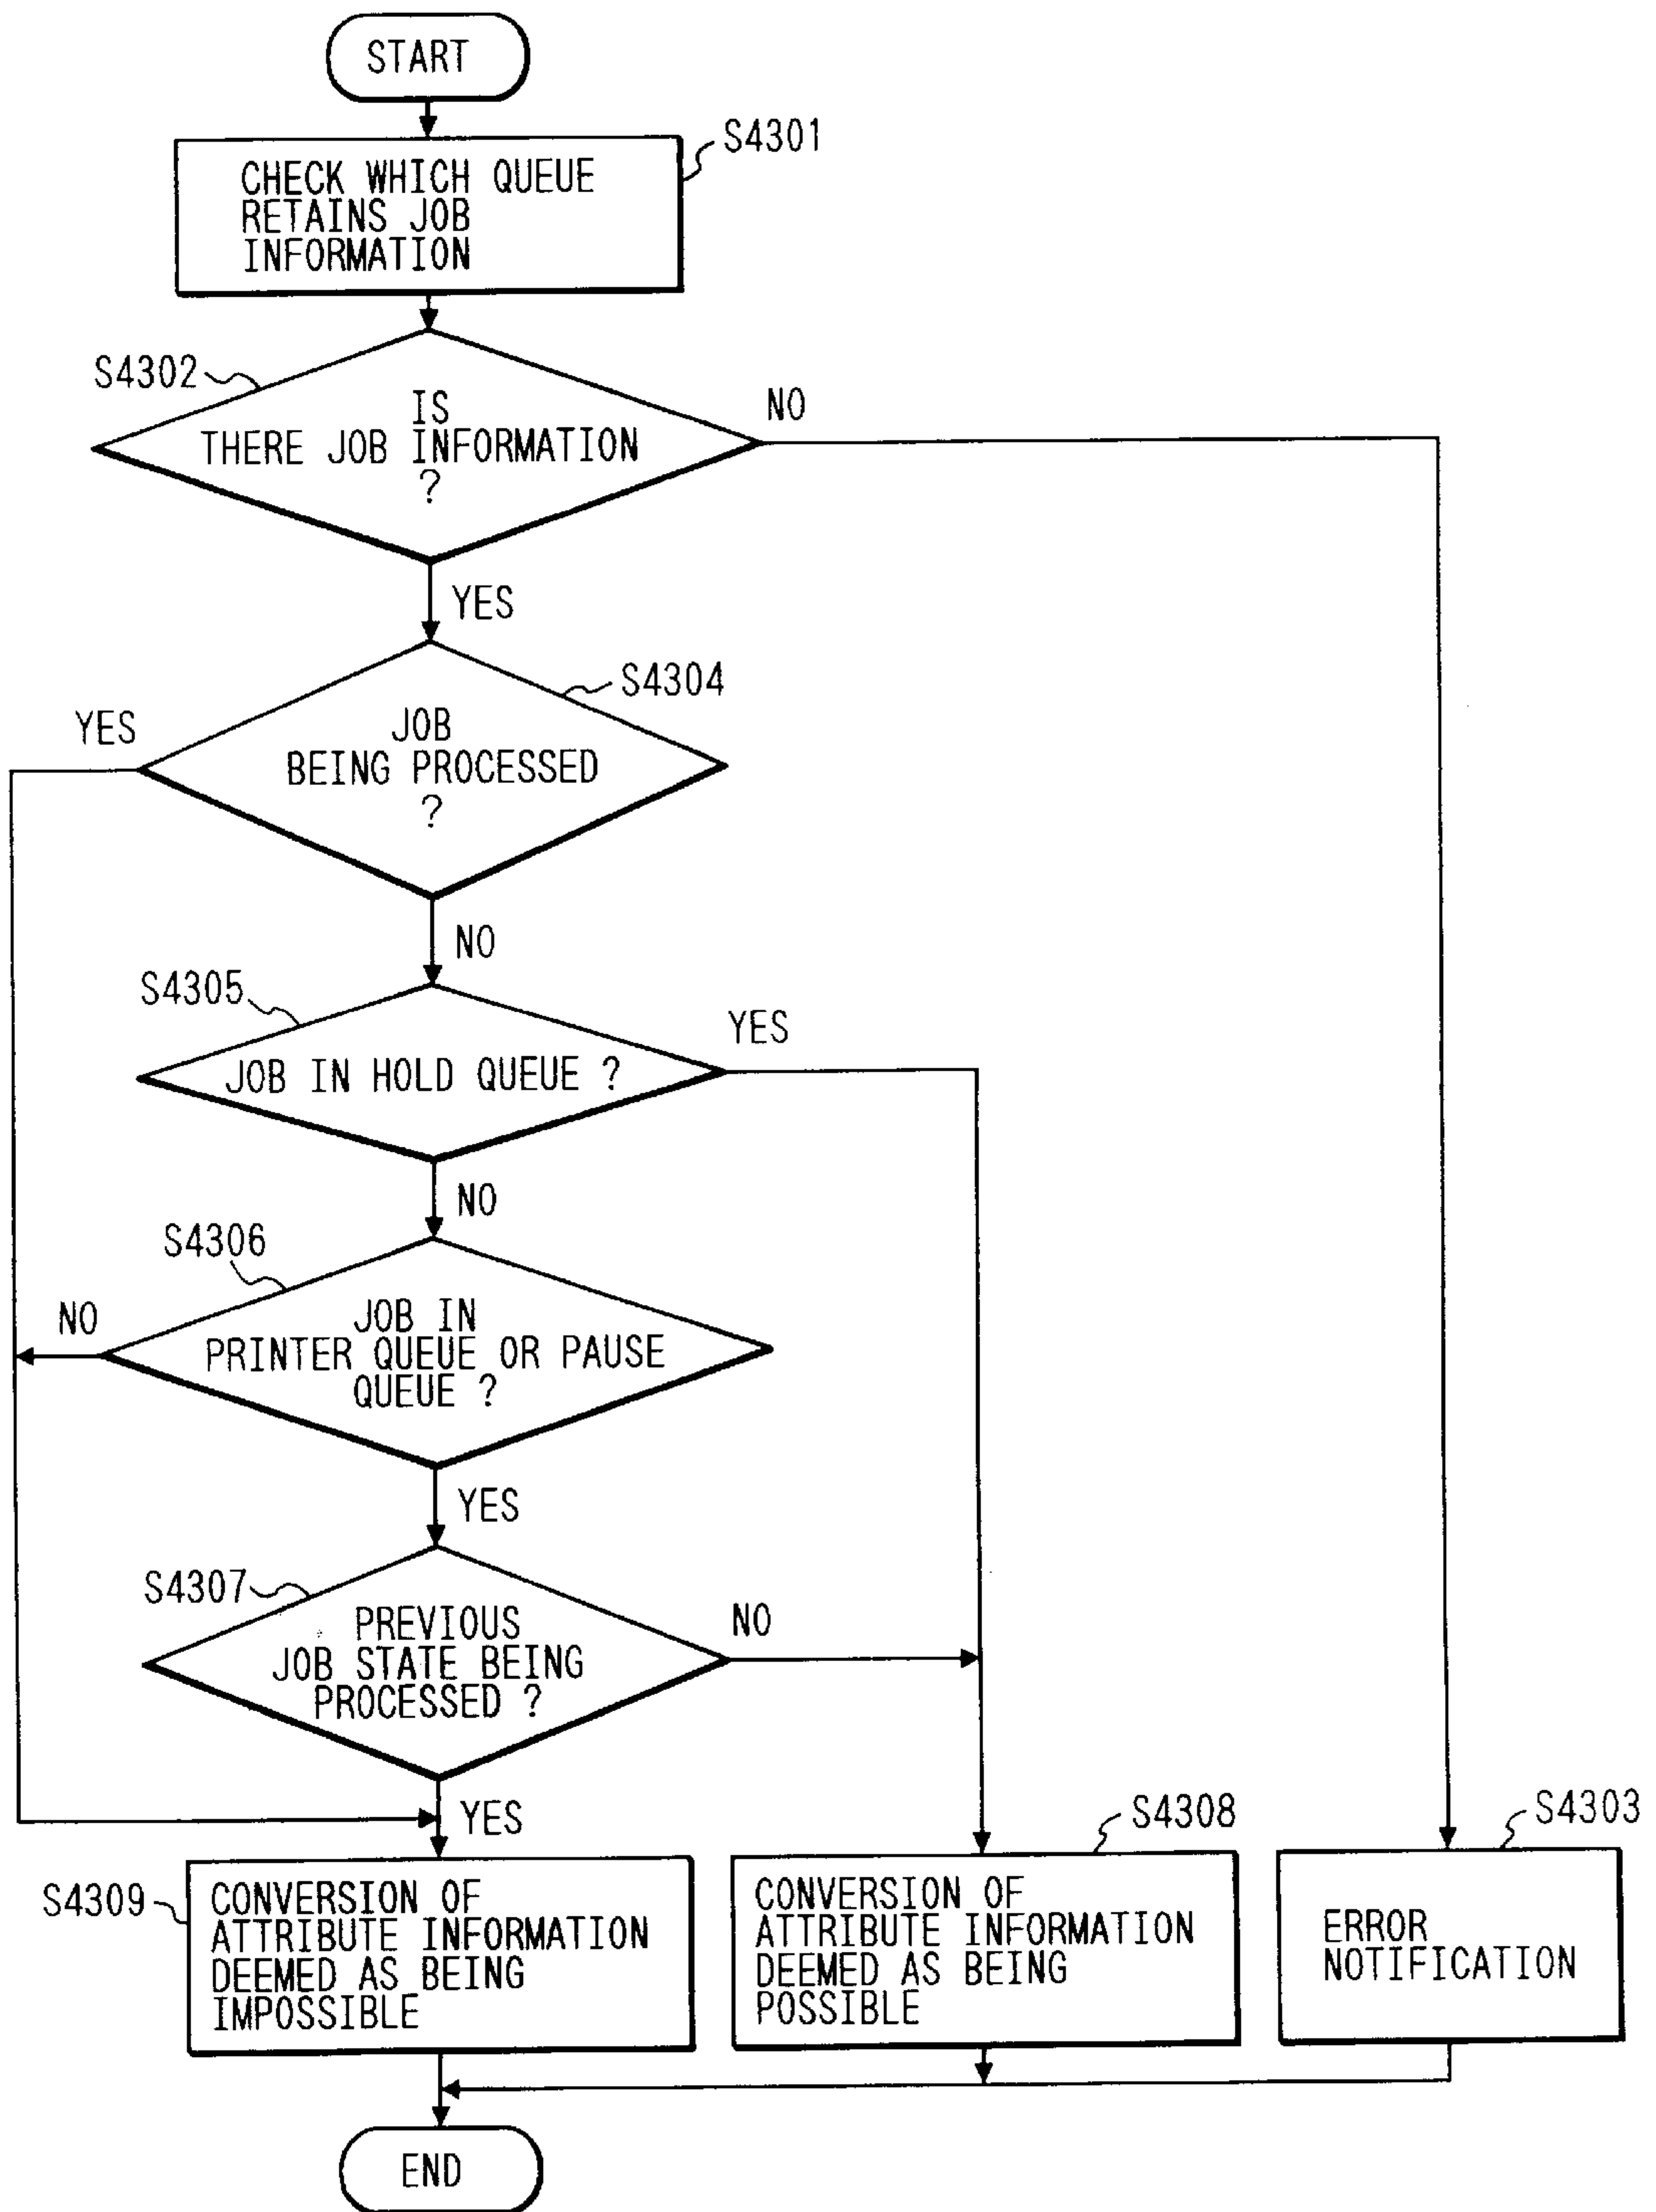 START
S4301
CHECK WHICH QUEUE
RETAINS JOB
INFORMATION
S4302
IS
THERE JOB INFORMATION
?
NO
YES
S4304
YES
JOB
BEING PROCESSED
?
NO
S4305
YES
JOB IN HOLD QUEUE ?
NO
S4306
NO
JOB IN
PRINTER QUEUE OR PAUSE
QUEUE ?
YES
S4307
PREVIOUS
JOB STATE BEING
PROCESSED ?
NO
YES
S4309
CONVERSION OF
ATTRIBUTE INFORMATION
DEEMED AS BEING
IMPOSSIBLE
S4308
CONVERSION OF
ATTRIBUTE INFORMATION
DEEMED AS BEING
POSSIBLE
S4303
ERROR
NOTIFICATION
END